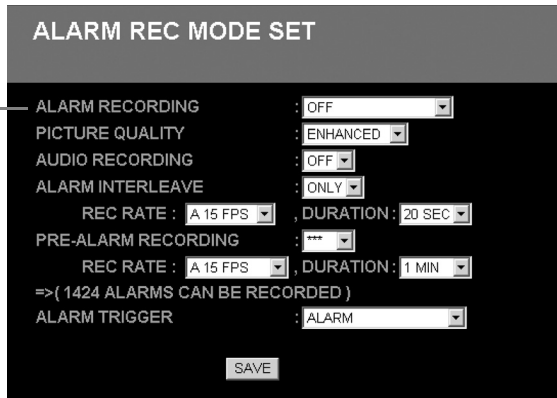 ALARM REC MODE SET
ALARM RECORDING : OFF
PICTURE QUALITY : ENHANCED
AUDIO RECORDING : OFF
ALARM INTERLEAVE : ONLY
REC RATE : A 15 FPS , DURATION : 20 SEC
PRE-ALARM RECORDING : ***
REC RATE : A 15 FPS , DURATION : 1 MIN
=>( 1424 ALARMS CAN BE RECORDED )
ALARM TRIGGER : ALARM
SAVE